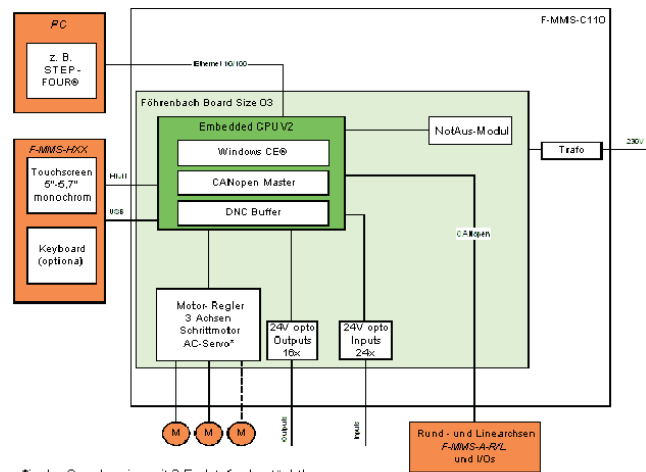 PC
z. B.
STEP-
FOUR®
F-MMS-C110
Ethernet 10/100
Föhrenbach Board Size 03
Embedded CPU V2
Windows CE®
CANopen Master
DNC Buffer
NotAus-Modul
Trafo
230V
F-MMS-HXX
Touchscreen
5"-5,7"
monochrom
Keyboard
(optional)
HMI
USB
CANopen
Motor- Regler
3 Achsen
Schrittmotor
AC-Servo*
24V opto
Outputs
16x
24V opto
Inputs
24x
M
M
M
Outputs
Inputs
Rund - und Linearchsen
F-MMS-A-R/L
und I/Os